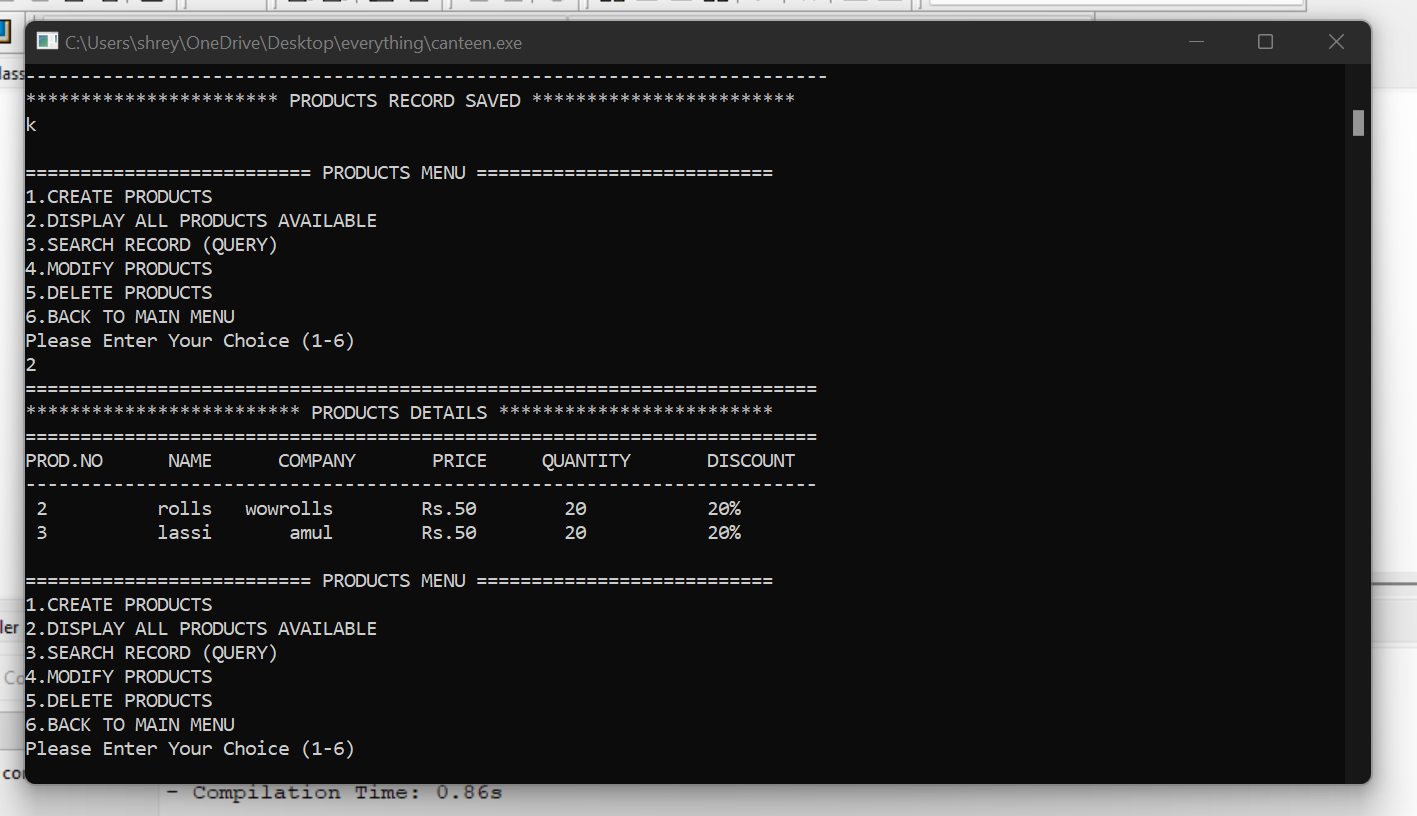 C:\Users\shrey\OneDrive\Desktop\everything\canteen.exe
-------------------------------------------------------------------------
*********************** PRODUCTS RECORD SAVED ************************
k
========================== PRODUCTS MENU ===========================
1.CREATE PRODUCTS
2.DISPLAY ALL PRODUCTS AVAILABLE
3.SEARCH RECORD (QUERY)
4.MODIFY PRODUCTS
5.DELETE PRODUCTS
6.BACK TO MAIN MENU
Please Enter Your Choice (1-6)
2
========================================================================
************************* PRODUCTS DETAILS *************************
========================================================================
PROD.NO NAME COMPANY PRICE QUANTITY DISCOUNT
------------------------------------------------------------------------
2 rolls wowrolls Rs.50 20 20%
3 lassi amul Rs.50 20 20%
========================== PRODUCTS MENU ===========================
1.CREATE PRODUCTS
2.DISPLAY ALL PRODUCTS AVAILABLE
3.SEARCH RECORD (QUERY)
4.MODIFY PRODUCTS
5.DELETE PRODUCTS
6.BACK TO MAIN MENU
Please Enter Your Choice (1-6)
- Compilation Time: 0.86s